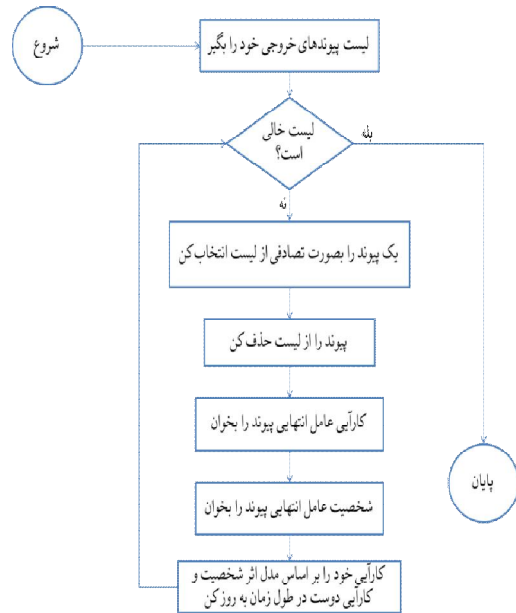 شروع
لیست پیوندهای خروجی خود را بگیر
لیست خالی
است؟
بله
نه
یک پیوند را بصورت تصادفی از لیست انتخاب کن
پیوند را از لیست حذف کن
کارآیی عامل انتهایی پیوند را بخوان
شخصیت عامل انتهایی پیوند را بخوان
پایان
کارآیی خود را بر اساس مدل اثر شخصیت و
کارآیی دوست در طول زمان به روز کن